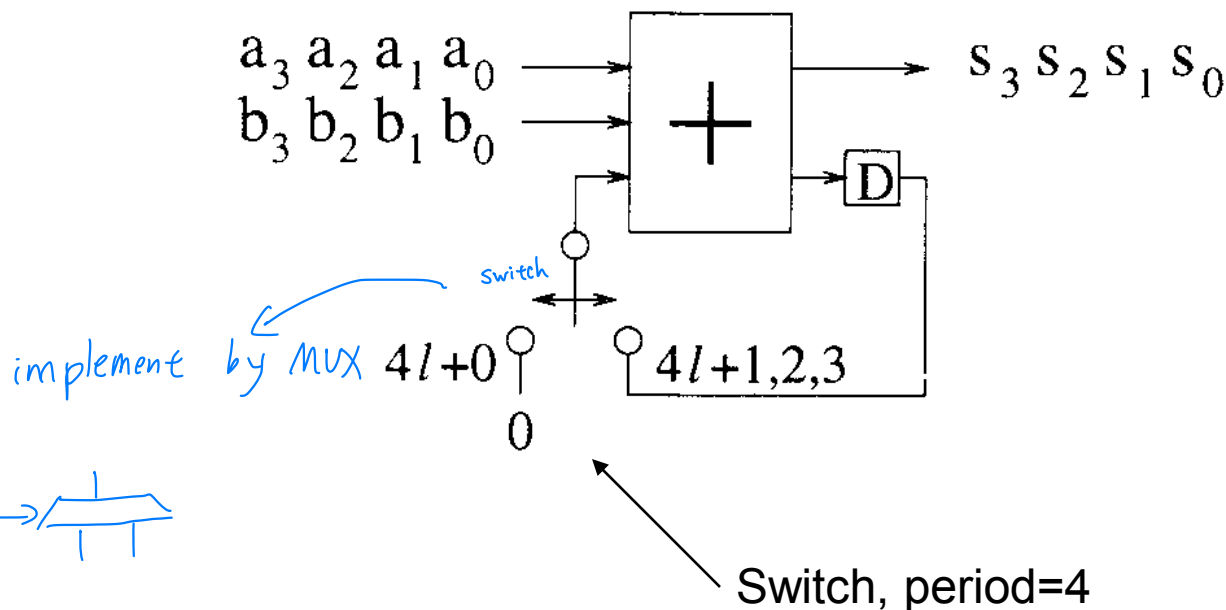 a₃ a₂ a₁ a₀
b₃ b₂ b₁ b₀
+
s₃ s₂ s₁ s₀
D
switch
implement by MUX
4l+0
4l+1,2,3
0
Switch, period=4